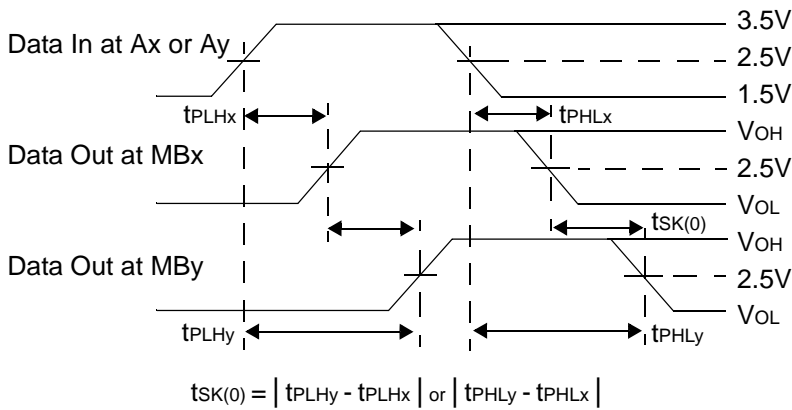 3.5V
Data In at Ax or Ay
2.5V
1.5V
tPLHx
tPHLx
VOH
Data Out at MBx
2.5V
VOL
tSK(0)
VOH
Data Out at MBy
2.5V
VOL
tPLHy
tPHLy
tSK(0) = | tPLHy - tPLHx | or | tPHLy - tPHLx |